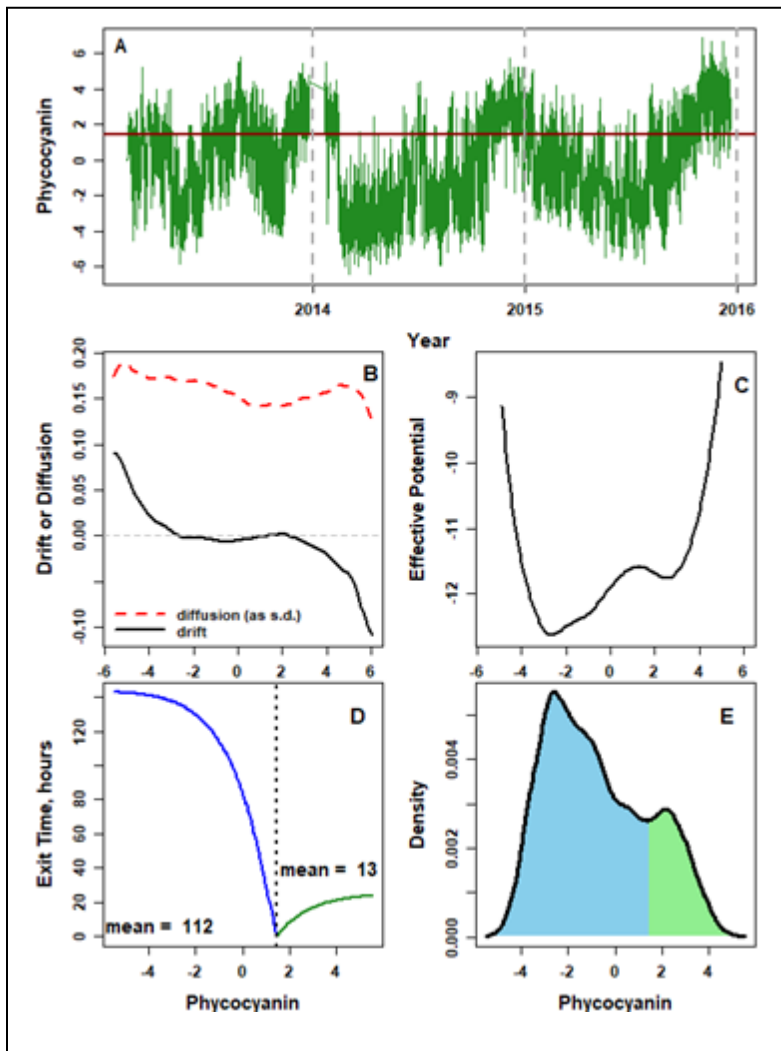 A
Phycocyanin
6
4
2
0
-2
-4
-6
2014 2015 2016
Year
B
Drift or Diffusion
0.20
0.15
0.10
0.05
0.00
-0.10
diffusion (as s.d.)
drift
-6 -4 -2 0 2 4 6
C
Effective Potential
-9
-10
-11
-12
-6 -4 -2 0 2 4 6
D
Exit Time, hours
120
80
60
40
20
0
mean = 13
mean = 112
-4 -2 0 2 4
Phycocyanin
E
Density
0.004
0.002
0.000
-4 -2 0 2 4
Phycocyanin